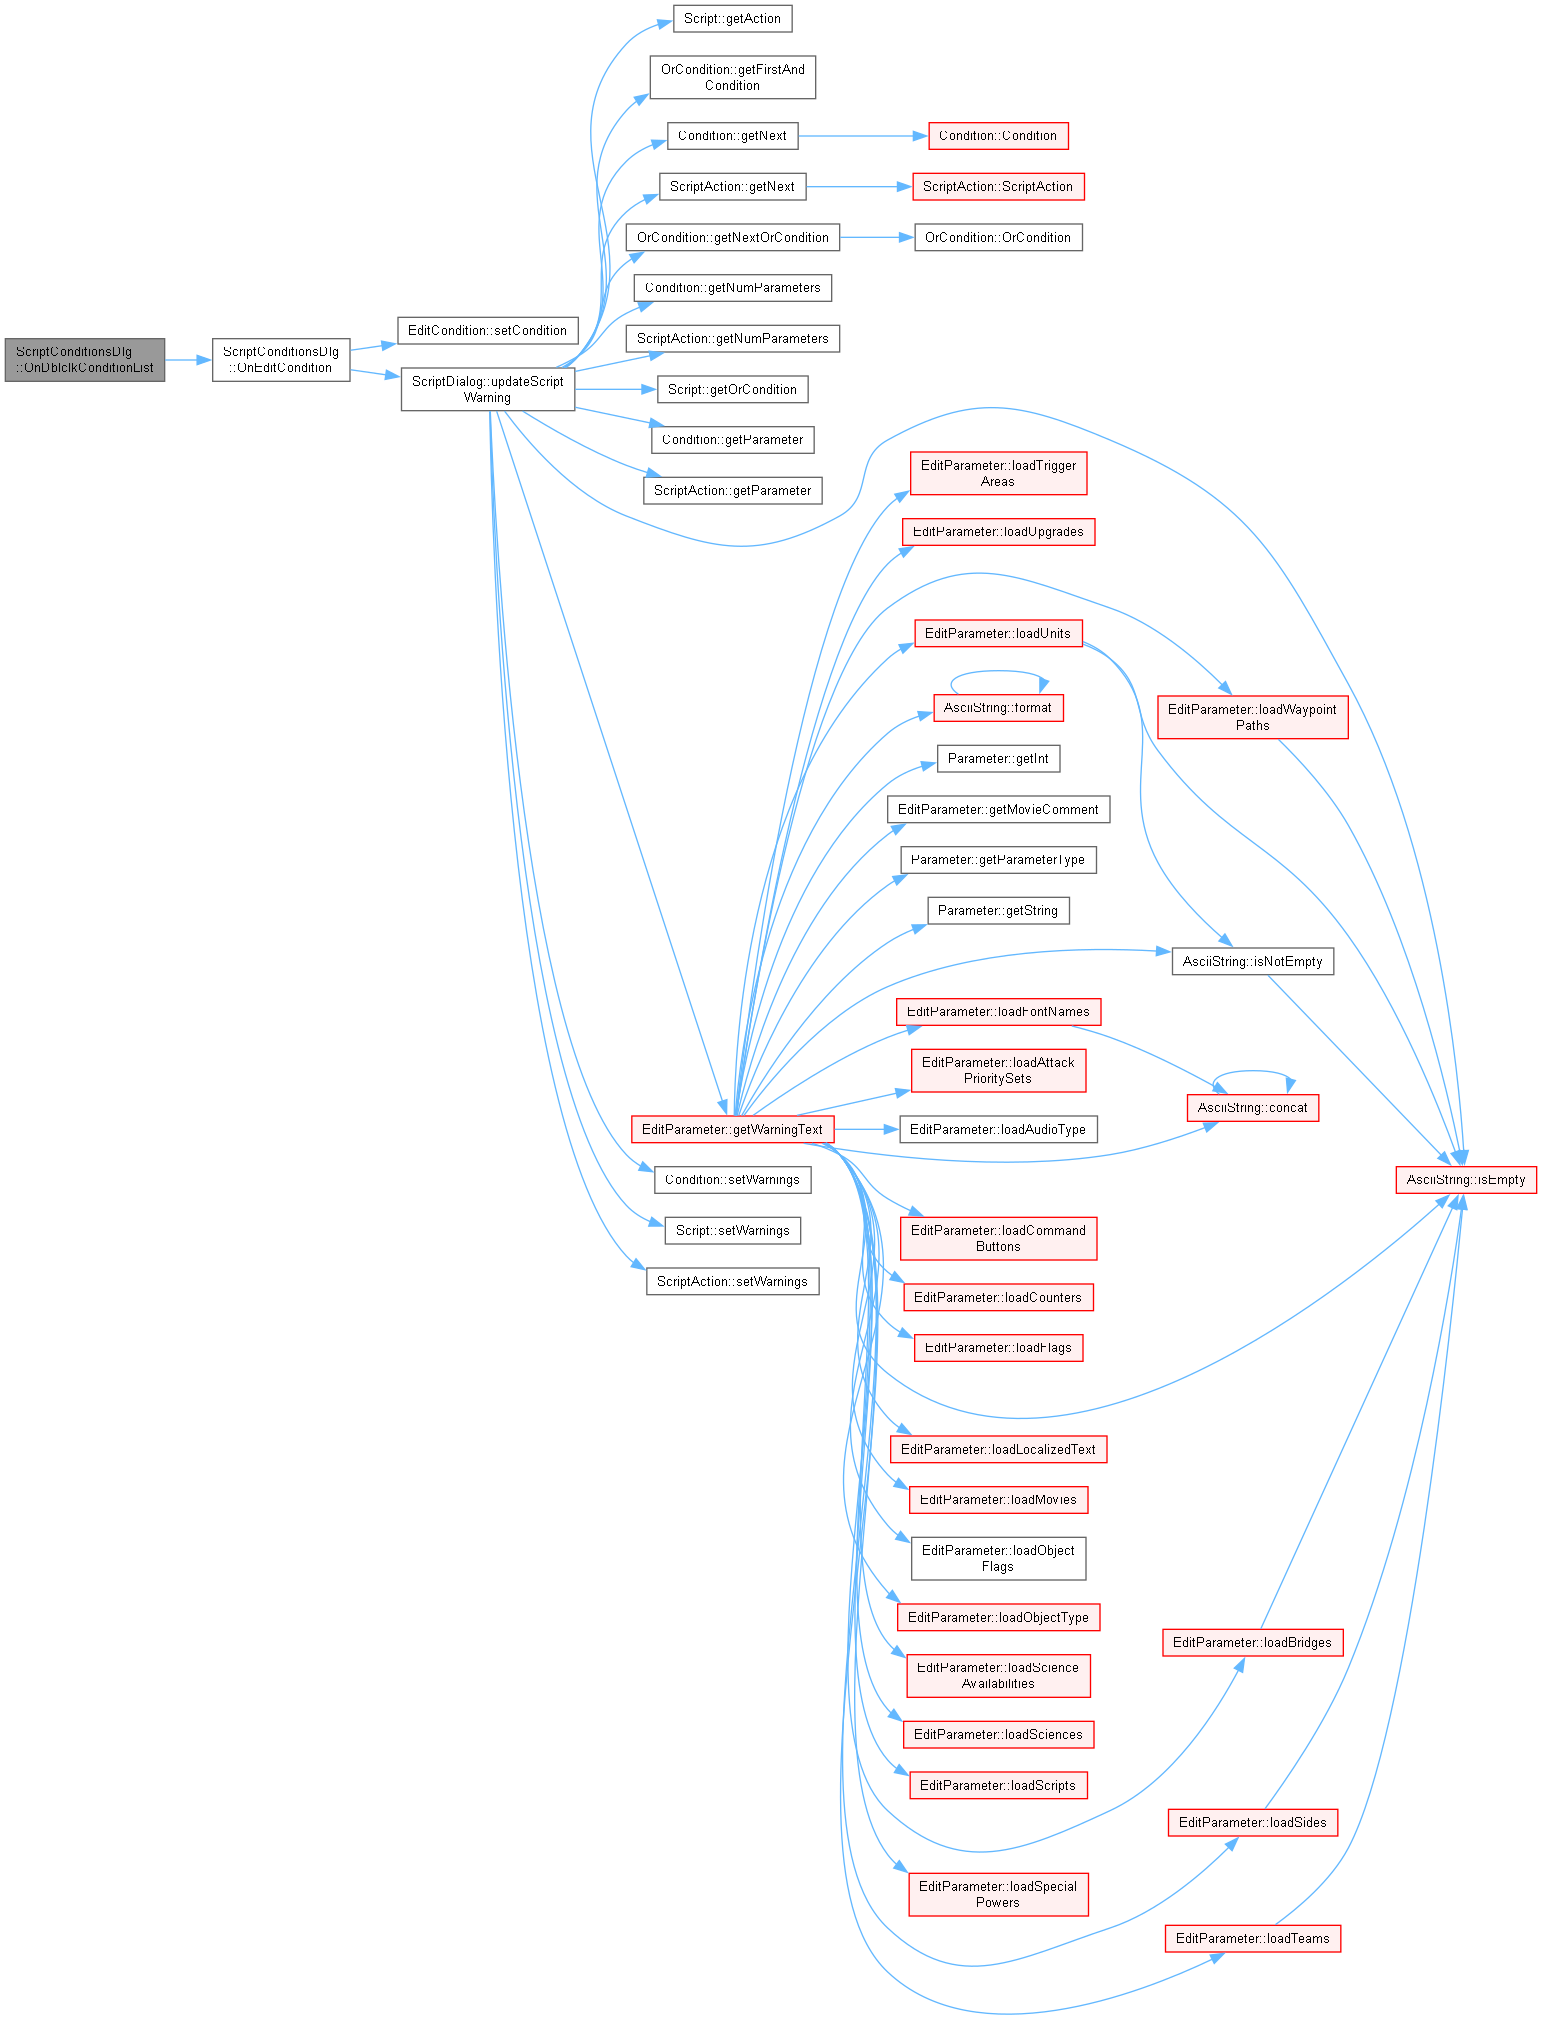 Script::getAction
OrCondition::getFirstAnd
Condition
Condition::getNext
Condition::Condition
ScriptAction::getNext
ScriptAction::ScriptAction
OrCondition::getNextOrCondition
OrCondition::OrCondition
Condition::getNumParameters
EditCondition::setCondition
ScriptAction::getNumParameters
ScriptConditionsDlg
::OnDblclkConditionList
ScriptConditionsDlg
::OnEditCondition
ScriptDialog::updateScript
Warning
Script::getOrCondition
Condition::getParameter
ScriptAction::getParameter
EditParameter::loadTrigger
Areas
EditParameter::loadUpgrades
EditParameter::loadUnits
EditParameter::loadWaypoint
Paths
AsciiString::format
Parameter::getInt
EditParameter::getMovieComment
Parameter::getParameterType
Parameter::getString
AsciiString::isNotEmpty
EditParameter::loadFontNames
EditParameter::loadAttack
PrioritySets
AsciiString::concat
EditParameter::getWarningText
EditParameter::loadAudioType
Condition::setWarnings
AsciiString::isEmpty
Script::setWarnings
EditParameter::loadCommand
Buttons
ScriptAction::setWarnings
EditParameter::loadCounters
EditParameter::loadFlags
EditParameter::loadLocalizedText
EditParameter::loadMovies
EditParameter::loadObject
Flags
EditParameter::loadObjectType
EditParameter::loadBridges
EditParameter::loadScience
Availabilities
EditParameter::loadSciences
EditParameter::loadScripts
EditParameter::loadSides
EditParameter::loadSpecial
Powers
EditParameter::loadTeams